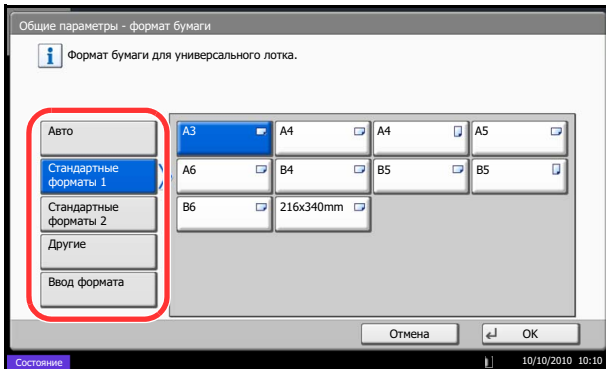 Общие параметры - формат бумаги
Формат бумаги для универсального лотка.
Авто
A3
A4
A4
A5
Стандартные
форматы 1
A6
B4
B5
B5
Стандартные
форматы 2
B6
216x340mm
Другие
Ввод формата
Отмена
OK
Состояние
10/10/2010 10:10